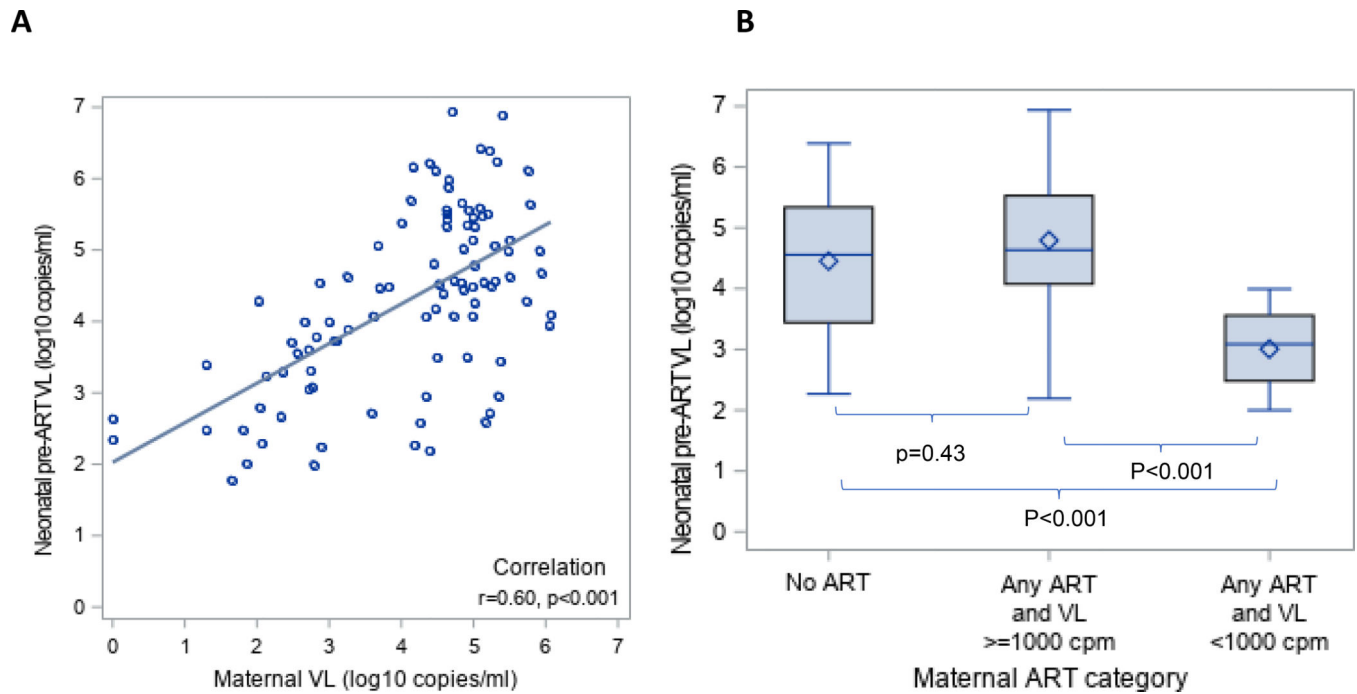 A
B
Neonatal pre-ART VL (log10 copies/ml)
7
6
5
4
3
2
1
0
Correlation
r=0.60, p<0.001
0 1 2 3 4 5 6 7
Maternal VL (log10 copies/ml)
Neonatal pre-ART VL (log10 copies/ml)
7
6
5
4
3
2
1
0
p=0.43
P<0.001
P<0.001
No ART
Any ART
and VL
>=1000 cpm
Any ART
and VL
<1000 cpm
Maternal ART category